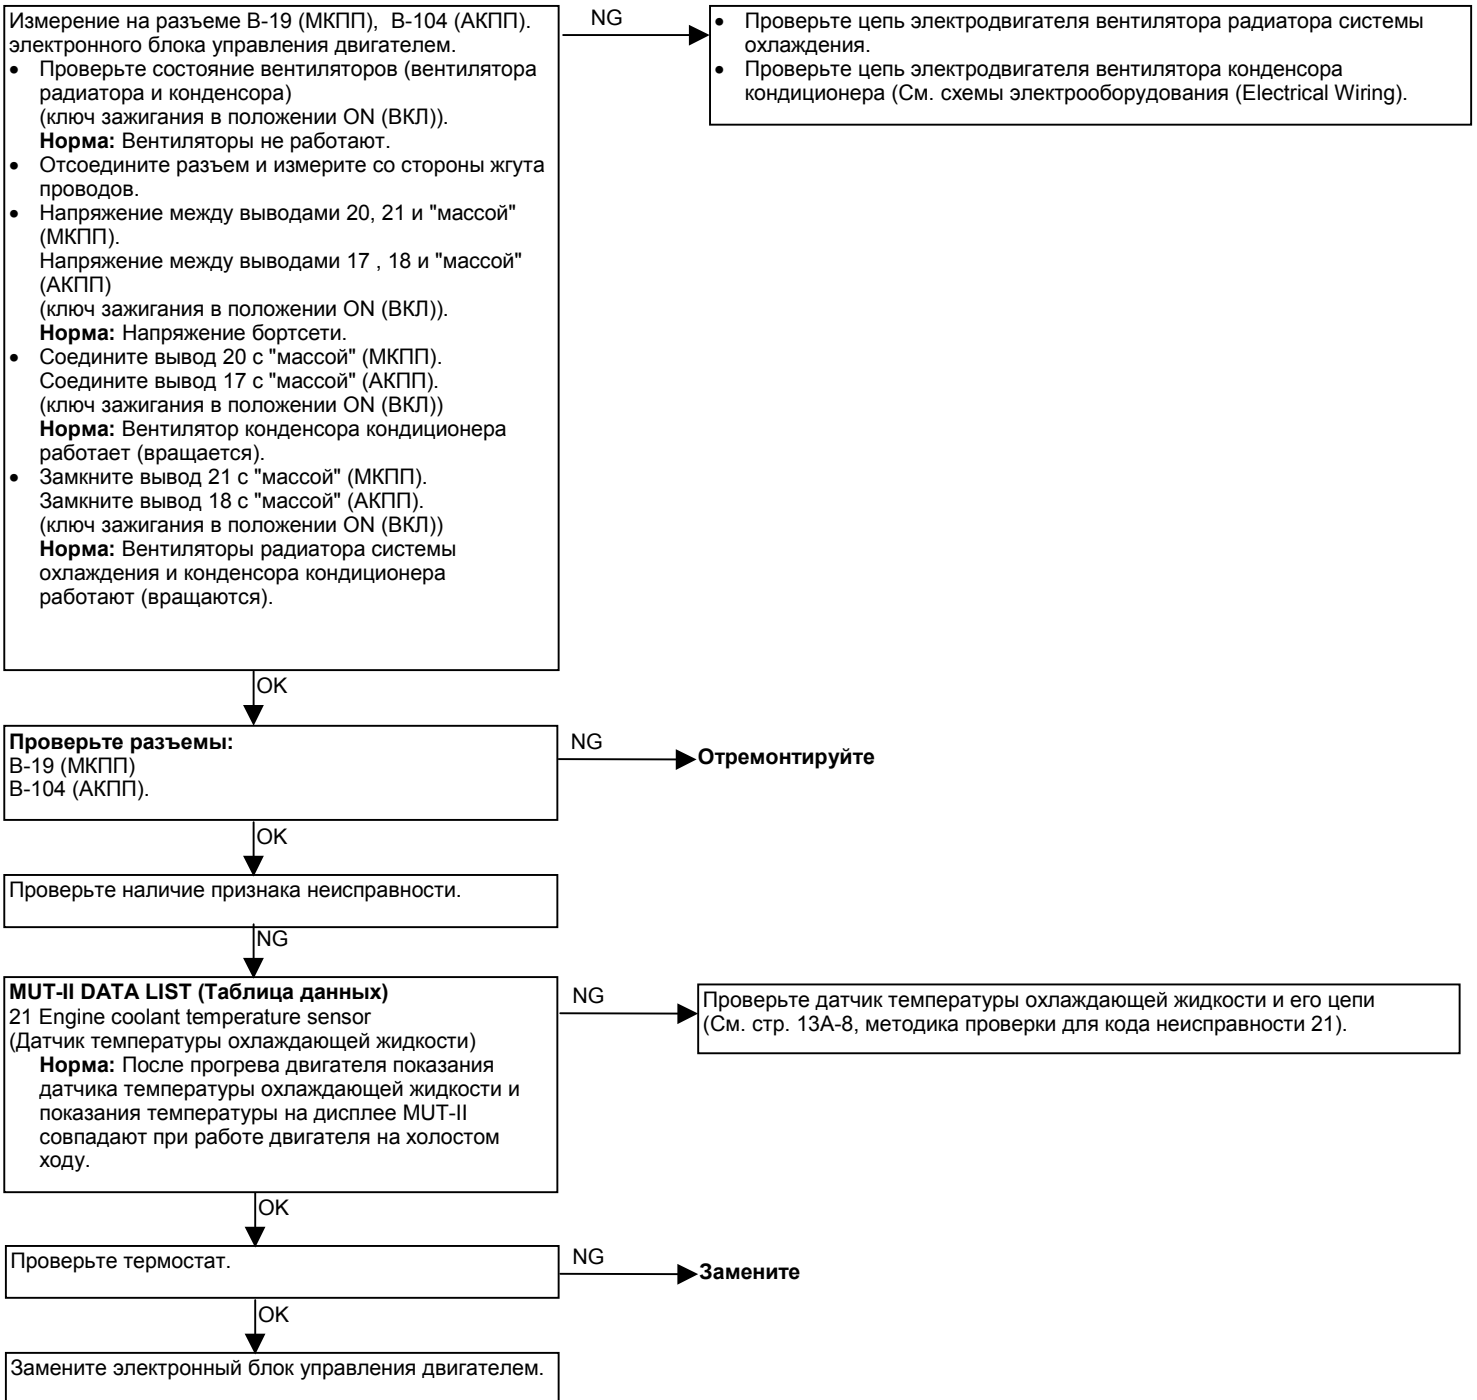 Измерение на разъеме В-19 (МКПП), В-104 (АКПП).
электронного блока управления двигателем.
• Проверьте состояние вентиляторов (вентилятора
радиатора и конденсора)
(ключ зажигания в положении ON (ВКЛ)).
Норма: Вентиляторы не работают.
• Отсоедините разъем и измерите со стороны жгута
проводов.
• Напряжение между выводами 20, 21 и "массой"
(МКПП).
Напряжение между выводами 17 , 18 и "массой"
(АКПП)
(ключ зажигания в положении ON (ВКЛ)).
Норма: Напряжение бортсети.
• Соедините вывод 20 с "массой" (МКПП).
Соедините вывод 17 с "массой" (АКПП).
(ключ зажигания в положении ON (ВКЛ))
Норма: Вентилятор конденсора кондиционера
работает (вращается).
• Замкните вывод 21 с "массой" (МКПП).
Замкните вывод 18 с "массой" (АКПП).
(ключ зажигания в положении ON (ВКЛ))
Норма: Вентиляторы радиатора системы
охлаждения и конденсора кондиционера
работают (вращаются).
NG
• Проверьте цепь электродвигателя вентилятора радиатора системы
охлаждения.
• Проверьте цепь электродвигателя вентилятора конденсора
кондиционера (См. схемы электрооборудования (Electrical Wiring).
OK
Проверьте разъемы:
В-19 (МКПП)
В-104 (АКПП).
NG
Отремонтируйте
OK
Проверьте наличие признака неисправности.
NG
MUT-II DATA LIST (Таблица данных)
21 Engine coolant temperature sensor
(Датчик температуры охлаждающей жидкости)
Норма: После прогрева двигателя показания
датчика температуры охлаждающей жидкости и
показания температуры на дисплее MUT-II
совпадают при работе двигателя на холостом
ходу.
NG
Проверьте датчик температуры охлаждающей жидкости и его цепи
(См. стр. 13А-8, методика проверки для кода неисправности 21).
OK
Проверьте термостат.
NG
Замените
OK
Замените электронный блок управления двигателем.